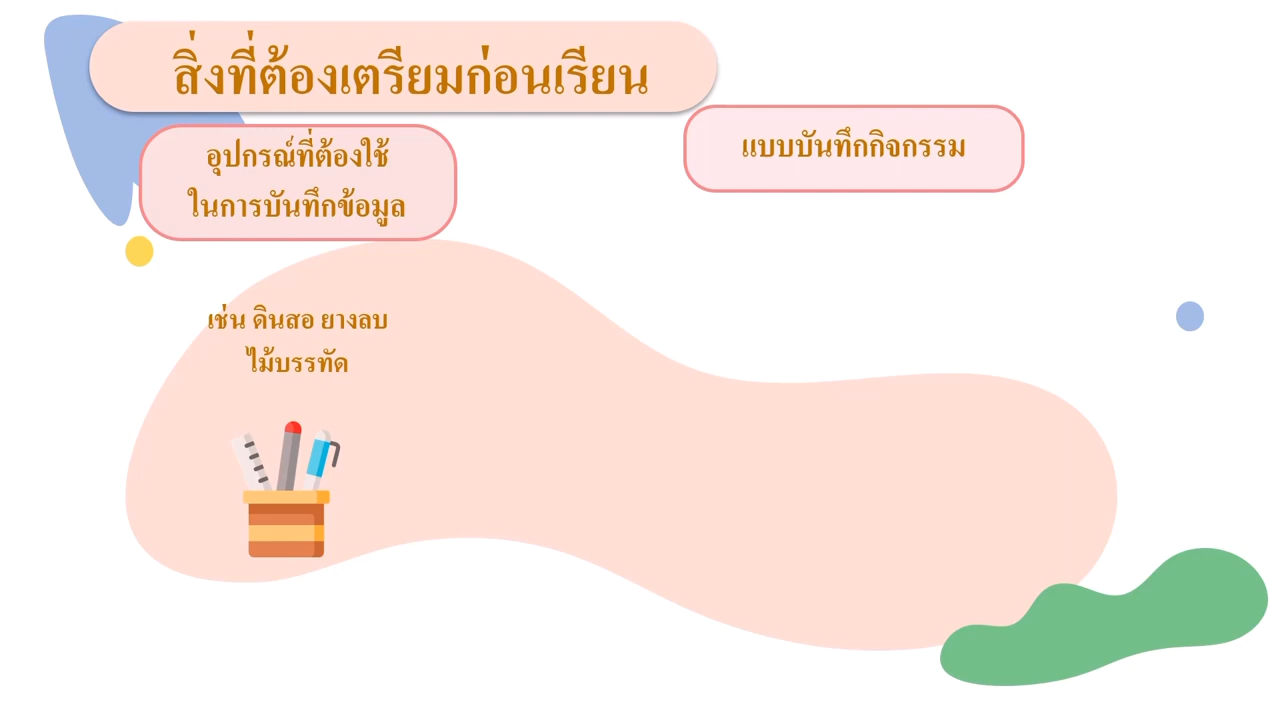 สิ่งที่ต้องเตรียมก่อนเรียน
อุปกรณ์ที่ต้องใช้
ในการบันทึกข้อมูล
แบบบันทึกกิจกรรม
เช่น ดินสอ ยางลบ
ไม้บรรทัด